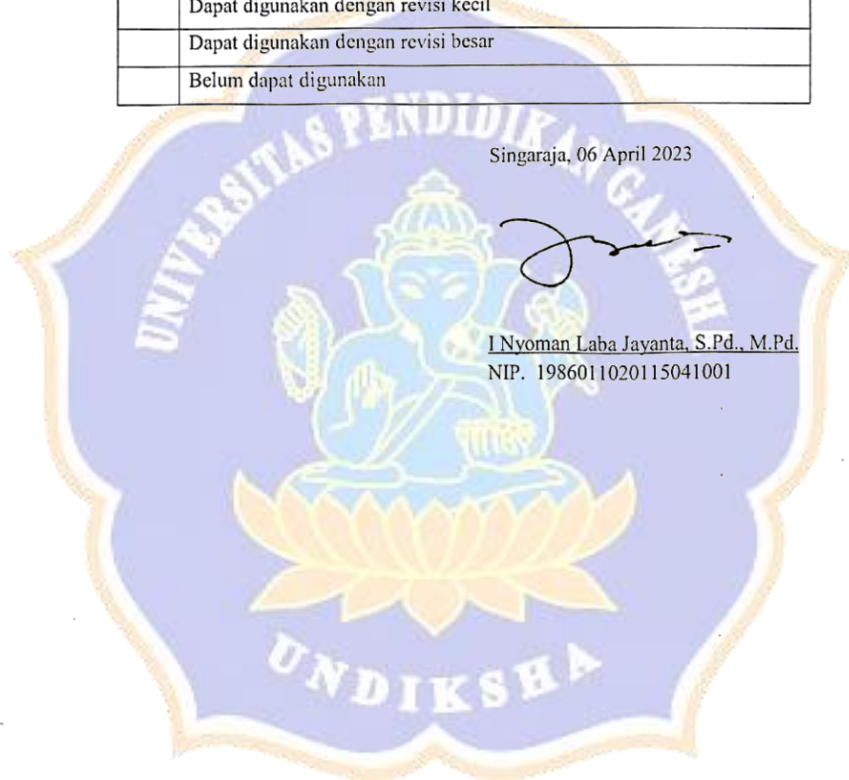 Dapat digunakan dengan revisi kecil
Dapat digunakan dengan revisi besar
Belum dapat digunakan
UNIVERSITAS PENDIDIKAN GANESHA
Singaraja, 06 April 2023
I Nyoman Laba Jayanta, S.Pd., M.Pd.
NIP. 1986011020115041001
UNDIKSHA